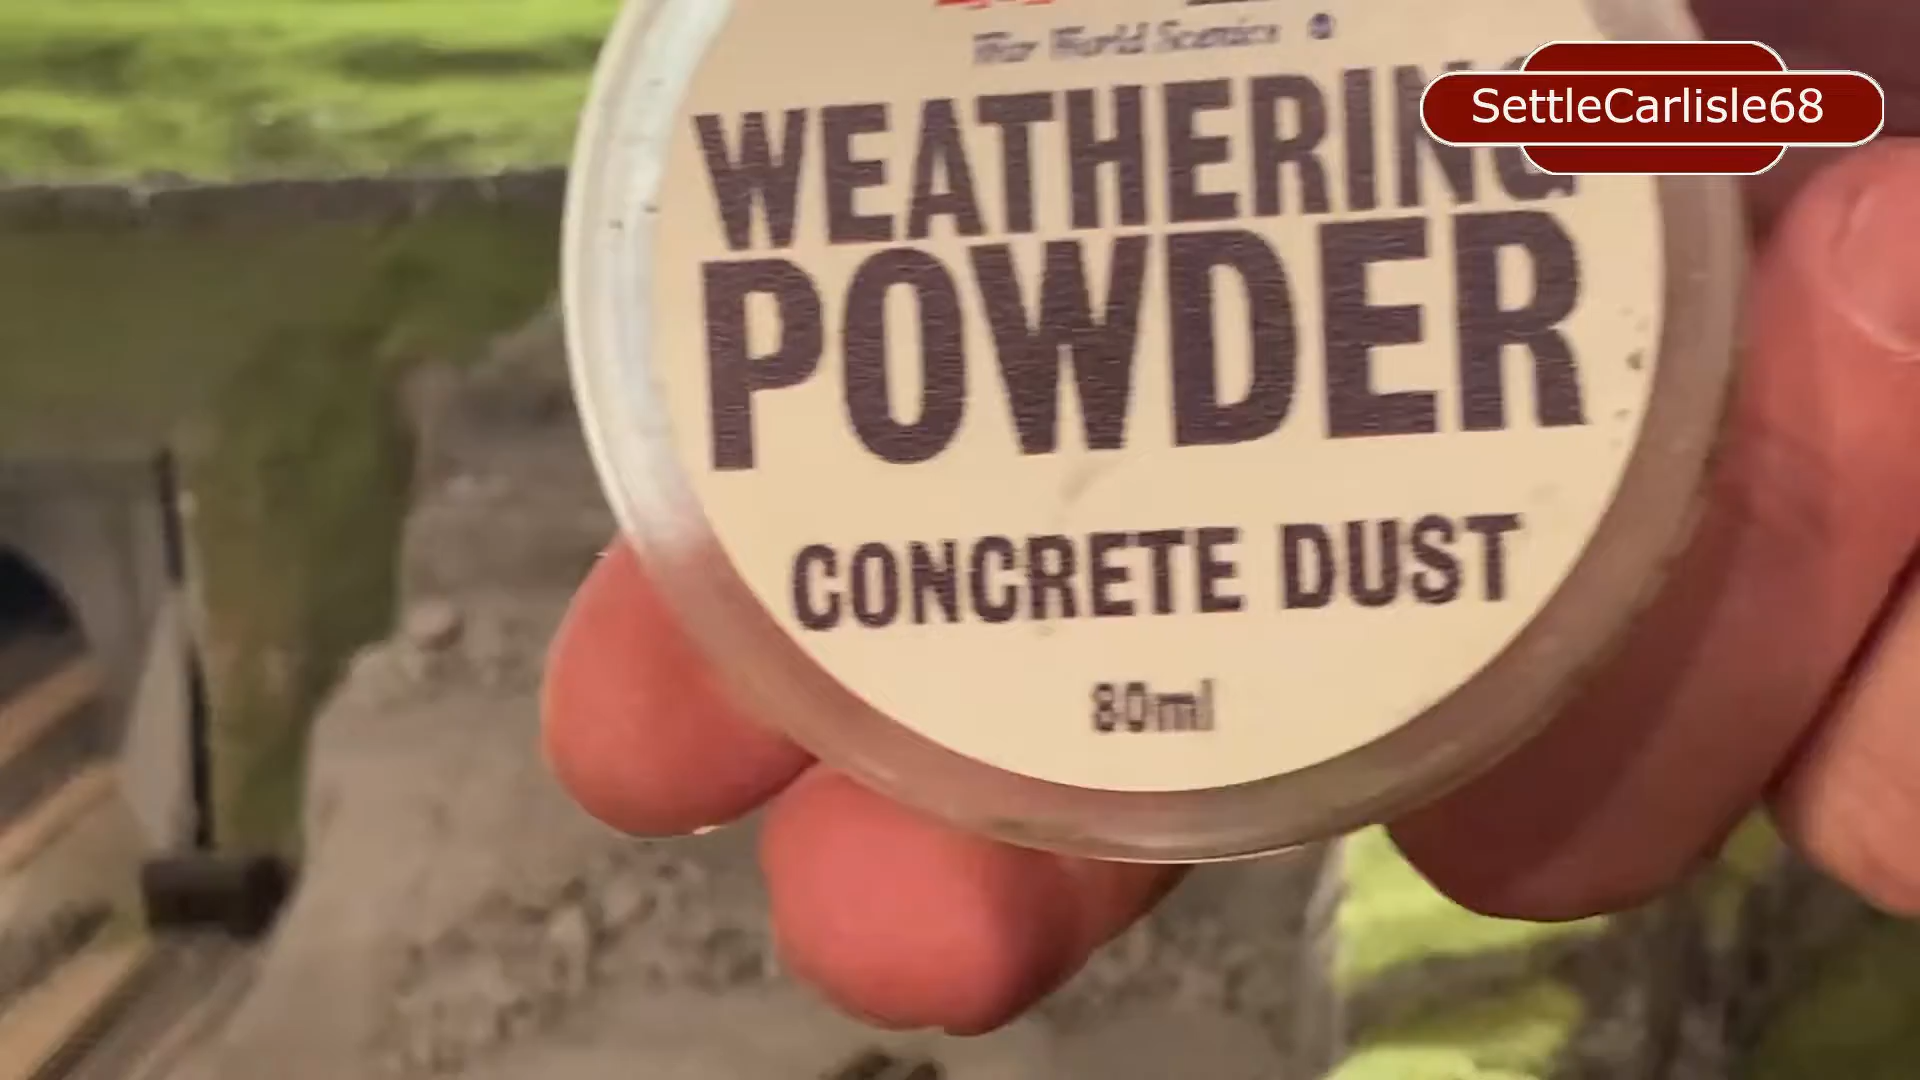 War World Scenics
SettleCarlisle68
WEATHERING
POWDER
CONCRETE DUST
80ml